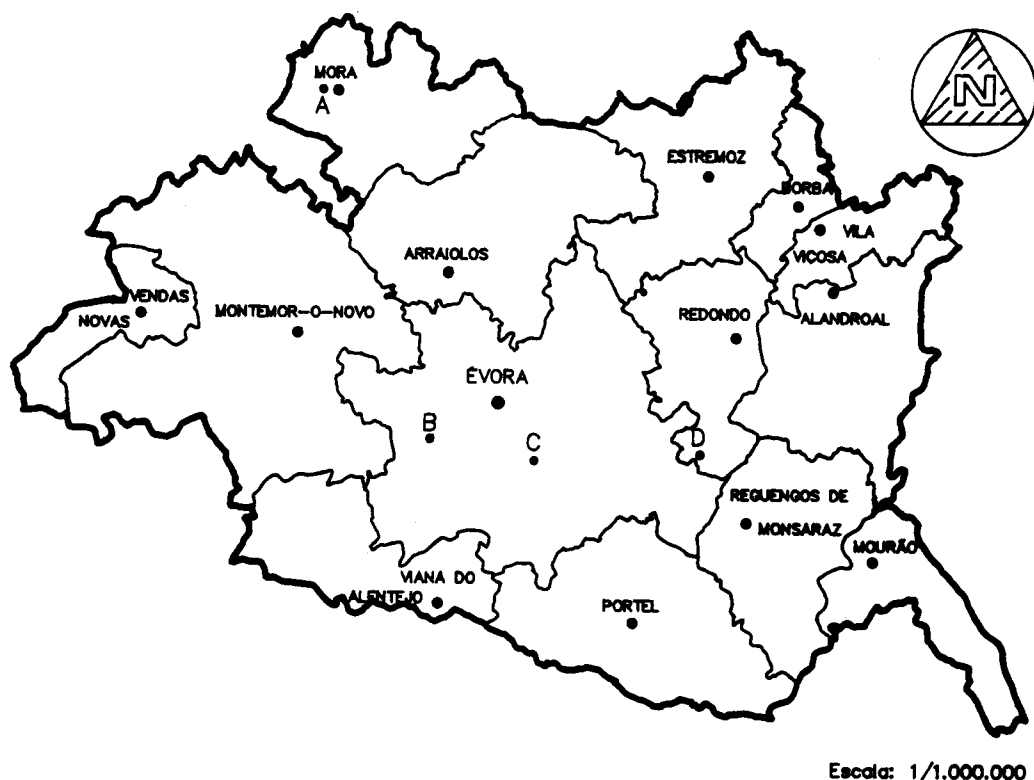 MORA
A
N
ESTREMOZ
BORBA
VILA
VICOSA
ARRAIOLOS
VENDAS
NOVAS
MONTEMOR-O-NOVO
REDONDO
ALANDROAL
ÉVORA
B
C
D
REGUENGOS DE
MONSARAZ
MOURÃO
VIANA DO
ALENTEJO
PORTEL
Escala: 1/1.000.000